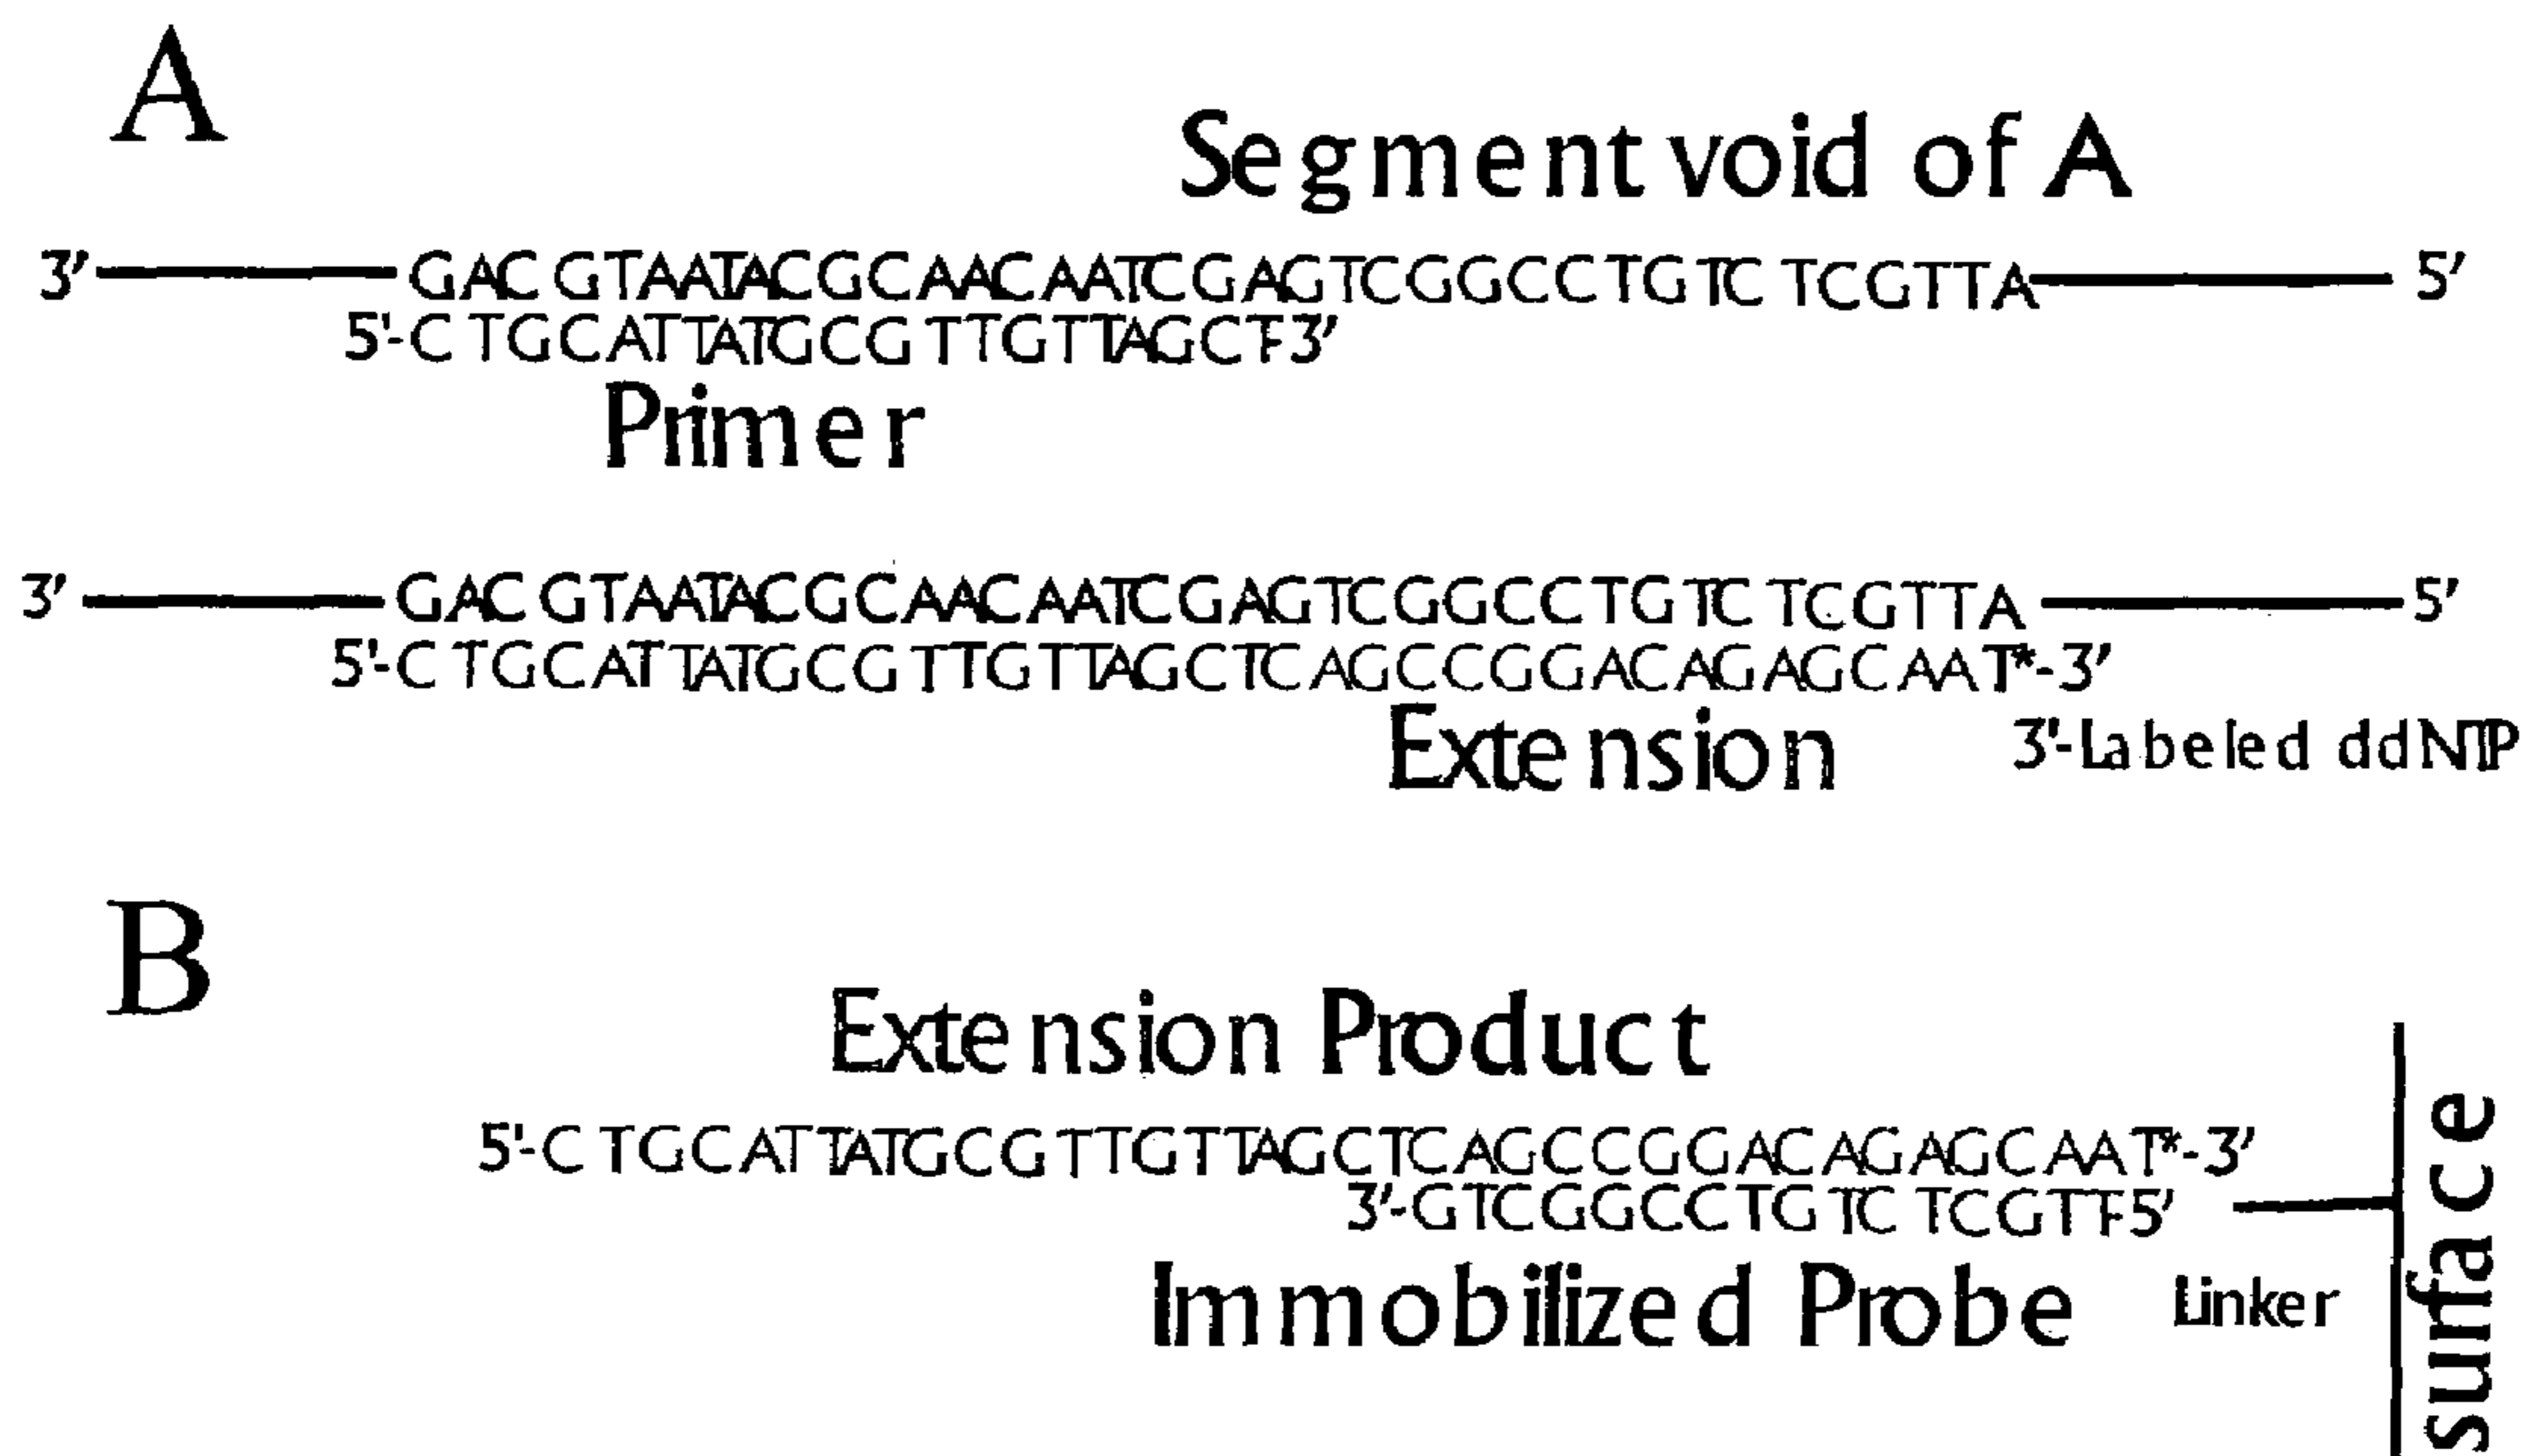 A
Segment void of A
3' GACGTAATACGCAACAATCGAGTCGGCCTGTCTCGTTA 5'
5'-CTGCATTATGCGTTGTTAGCT-3'
Primer
3' GACGTAATACGCAACAATCGAGTCGGCCTGTCTCGTTA 5'
5'-CTGCATTATGCGTTGTTAGCTCAGCCGGACAGAGCAAT*-3'
Extension 3'-Labeled ddNTP
B
Extension Product
5'-CTGCATTATGCGTTGTTAGCTCAGCCGGACAGAGCAAT*-3'
3'-GTCGGCCTGTCTCGTT-5'
Immobilized Probe Linker
surface